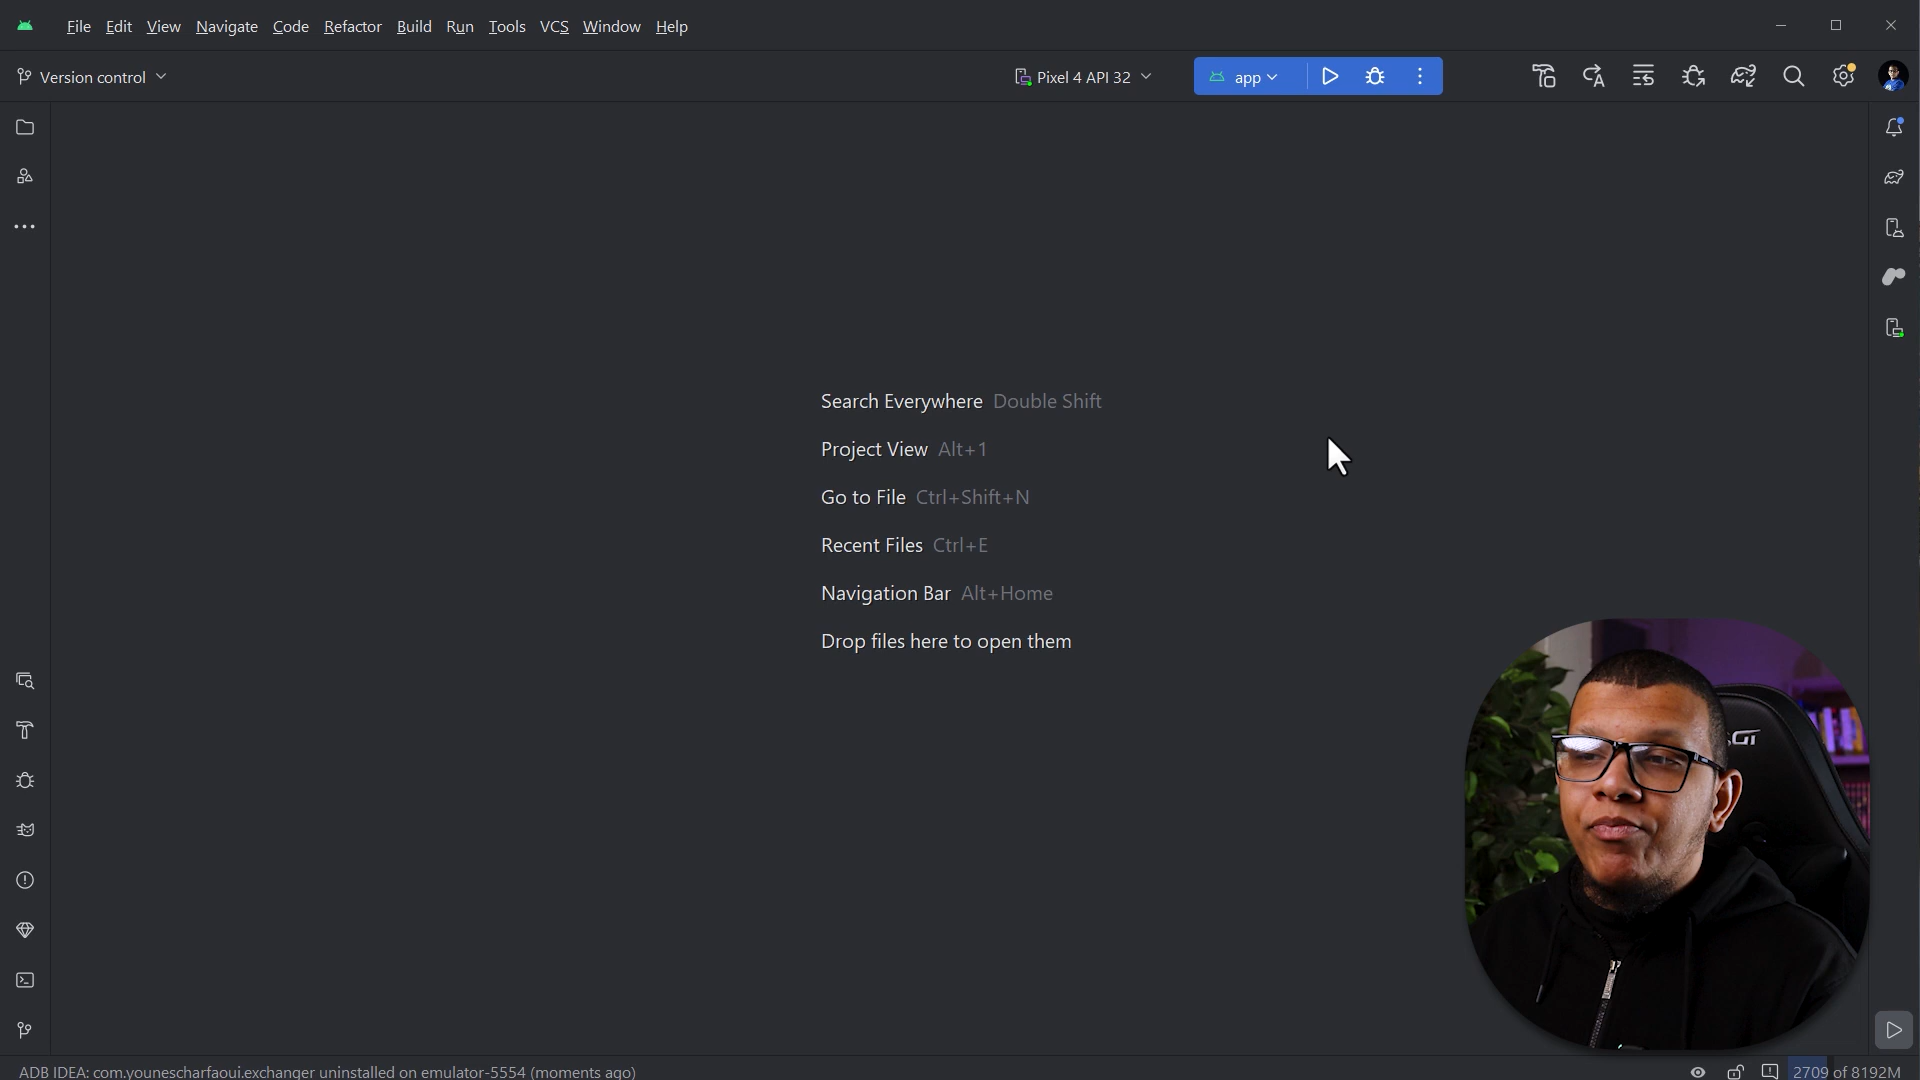 File Edit View Navigate Code Refactor Build Run Tools VCS Window Help
Version control
Pixel 4 API 32
app
Search Everywhere Double Shift
Project View Alt+1
Go to File Ctrl+Shift+N
Recent Files Ctrl+E
Navigation Bar Alt+Home
Drop files here to open them
GT
ADB IDEA: com.younescharfaoui.exchanger uninstalled on emulator-5554 (moments ago)
2709 of 8192M